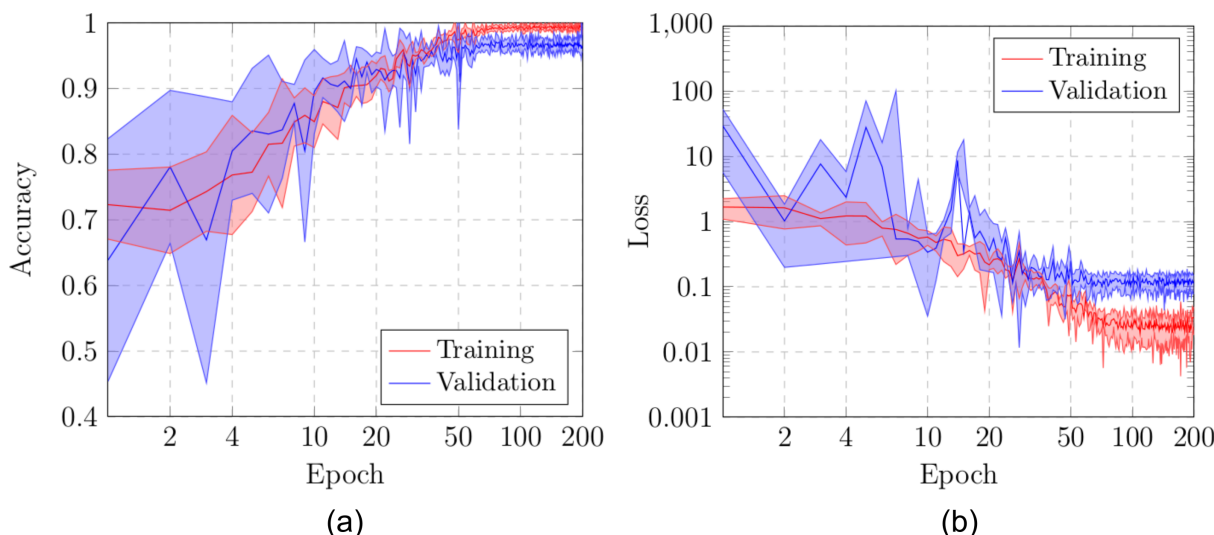 1
0.9
0.8
0.7
0.6
0.5
0.4
Accuracy
Training
Validation
2 4 10 20 50 100 200
Epoch
(a)
1,000
100
10
1
0.1
0.01
0.001
Loss
Training
Validation
2 4 10 20 50 100 200
Epoch
(b)